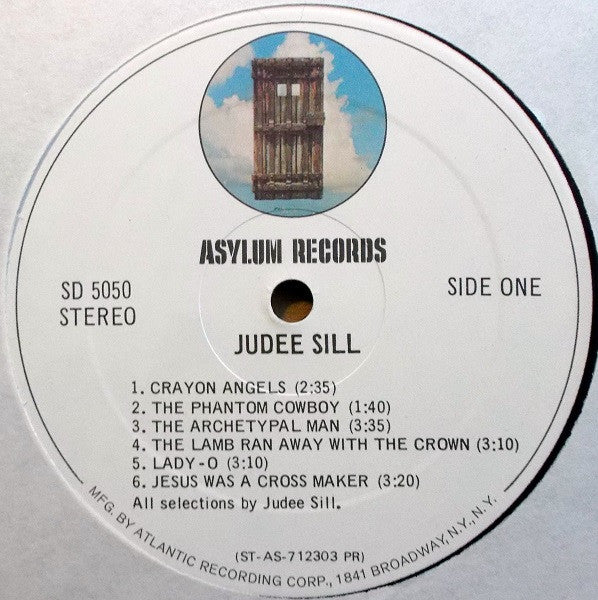 ASYLUM RECORDS
SD 5050
STEREO
SIDE ONE
JUDEE SILL
1. CRAYON ANGELS (2:35)
2. THE PHANTOM COWBOY (1:40)
3. THE ARCHETYPAL MAN (3:35)
4. THE LAMB RAN AWAY WITH THE CROWN (3:10)
5. LADY-O (3:10)
6. JESUS WAS A CROSS MAKER (3:20)
All selections by Judee Sill.
(ST-AS-712303 PR)
MFG. BY ATLANTIC RECORDING CORP., 1841 BROADWAY, N.Y., N.Y.